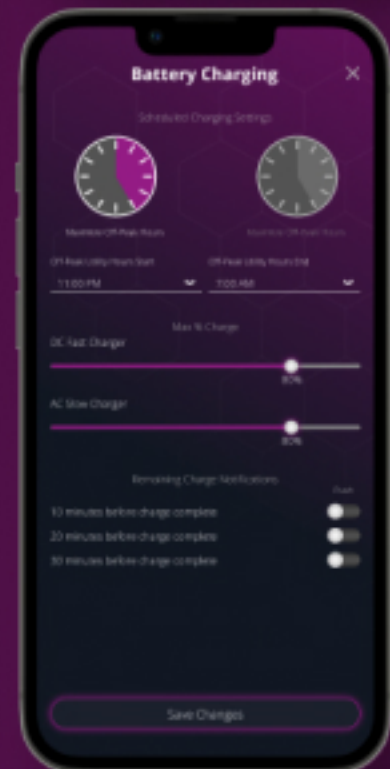 Battery Charging
Scheduled Charging Settings
Maximize Off-Peak Hours Maximize Off-Peak Hours
Off-Peak Utility Hours Start Off-Peak Utility Hours End
11:00 PM 7:00 AM
Max % Charge
DC Fast Charger
80%
AC Slow Charger
80%
Remaining Charge Notifications
Push
10 minutes before charge complete
20 minutes before charge complete
30 minutes before charge complete
Save Changes